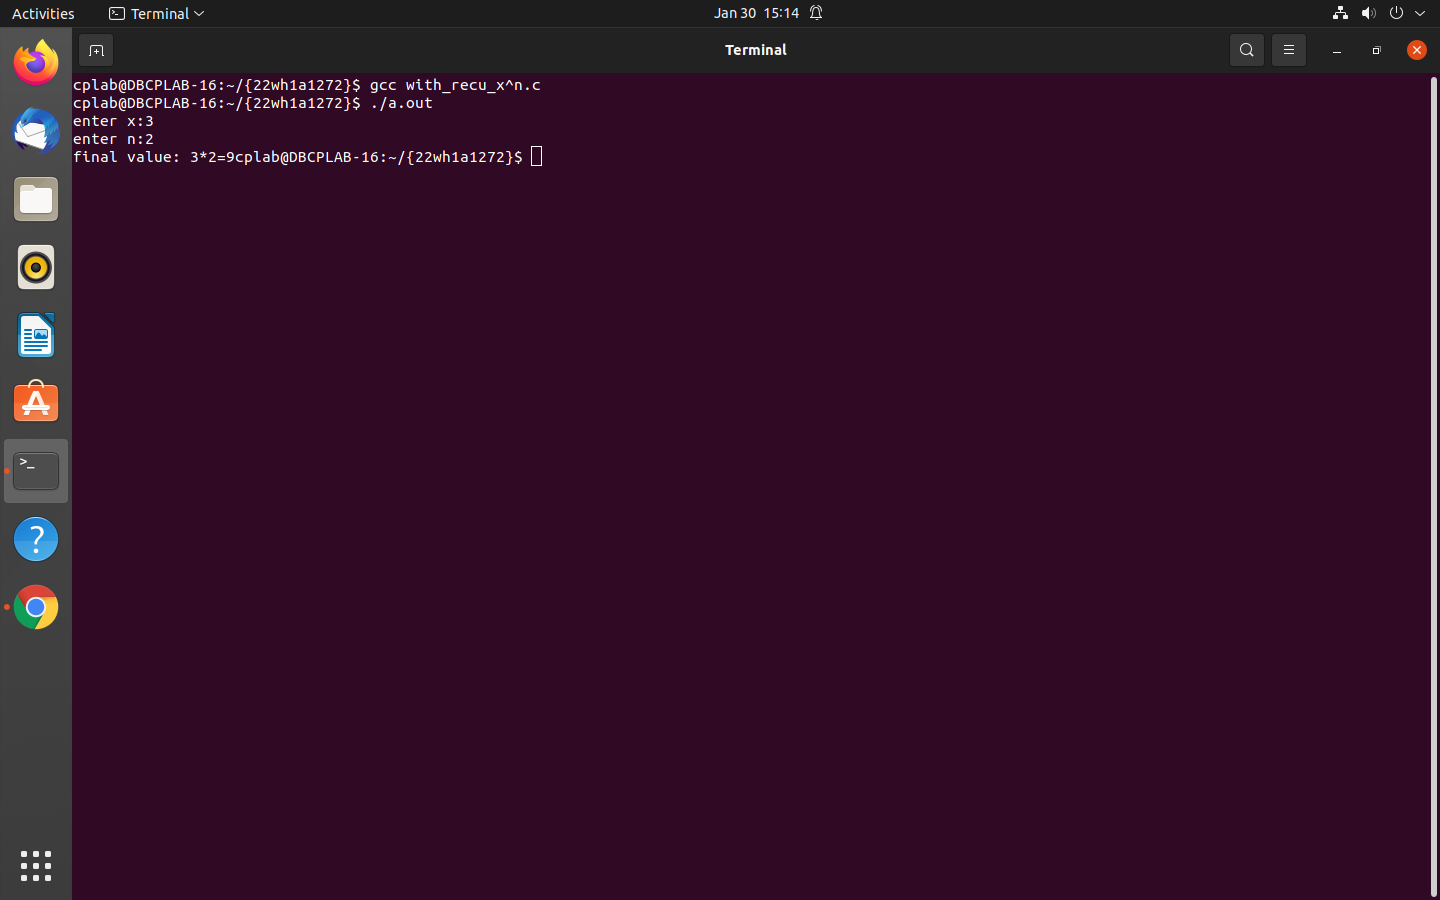 Activities Terminal Jan 30 15:14
Terminal
cplab@DBCPLAB-16:~/{22wh1a1272}$ gcc with_recu_x^n.c
cplab@DBCPLAB-16:~/{22wh1a1272}$ ./a.out
enter x:3
enter n:2
final value: 3*2=9cplab@DBCPLAB-16:~/{22wh1a1272}$